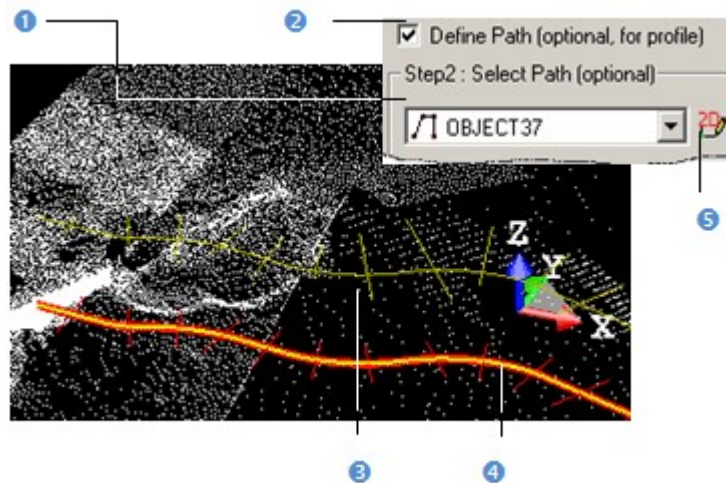 1
2
Define Path (optional, for profile)
Step2 : Select Path (optional)
OBJECT37
2D
5
Z
Y
X
3
4